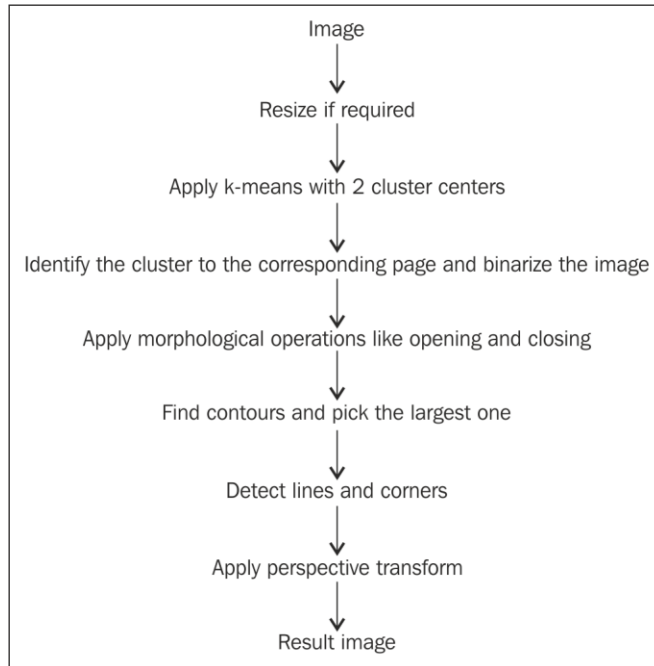 Image
Resize if required
Apply k-means with 2 cluster centers
Identify the cluster to the corresponding page and binarize the image
Apply morphological operations like opening and closing
Find contours and pick the largest one
Detect lines and corners
Apply perspective transform
Result image